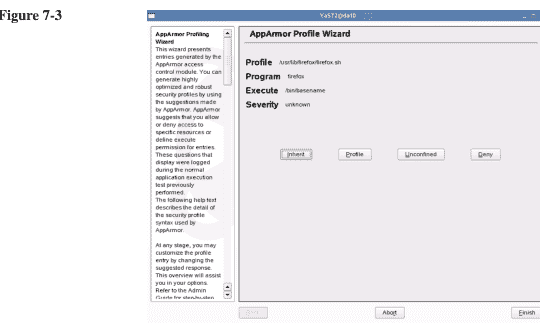 Figure 7-3
YaST2@da10
AppArmor Profiling
Wizard
This wizard presents
entries generated by the
AppArmor access
control module. You can
generate highly
optimized and robust
security profiles by using
the suggestions made
by AppArmor. AppArmor
suggests that you allow
or deny access to
specific resources or
define execute
permission for entries.
These questions that
display were logged
during the normal
application execution
test previously
performed.
The following help text
describes the detail of
the security profile
syntax used by
AppArmor.
At any stage, you may
customize the profile
entry by changing the
suggested response.
This overview will assist
you in your options.
Refer to the Admin
Guide for step-by-step
AppArmor Profile Wizard
Profile /usr/lib/firefox/firefox.sh
Program firefox
Execute /bin/basename
Severity unknown
Inherit Profile Unconfined Deny
Abort Finish